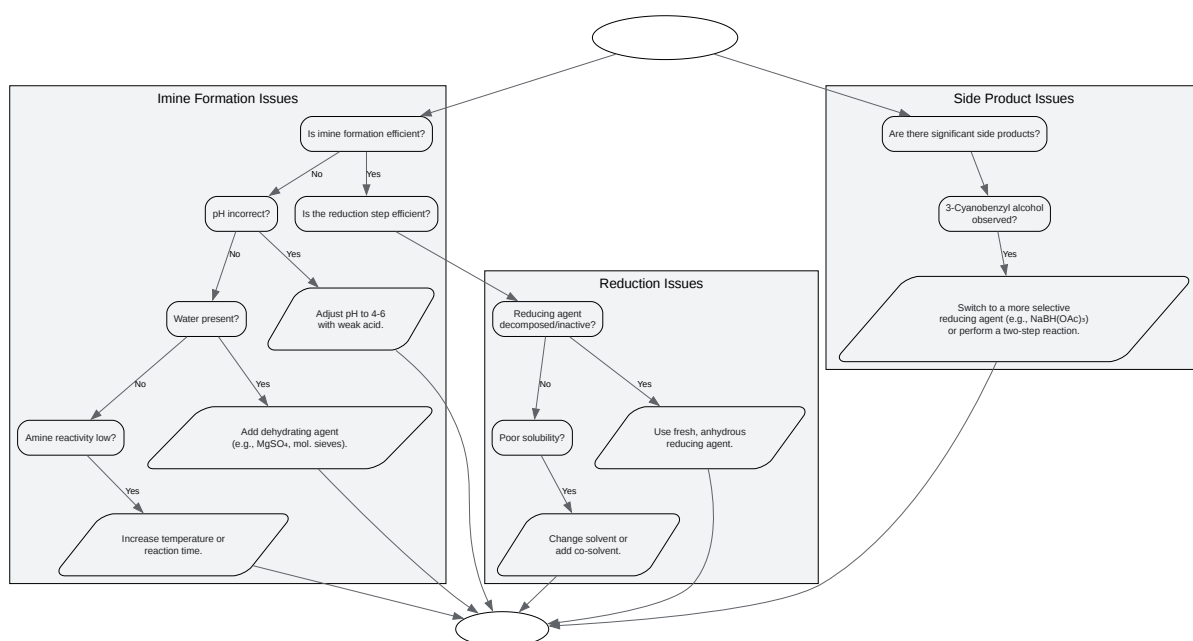 Imine Formation Issues
Is imine formation efficient?
No
Yes
pH incorrect?
Is the reduction step efficient?
No
Yes
Water present?
Adjust pH to 4-6
with weak acid.
No
Yes
Amine reactivity low?
Add dehydrating agent
(e.g., MgSO₄, mol. sieves).
Yes
Increase temperature or
reaction time.
Reduction Issues
Reducing agent
decomposed/inactive?
No
Yes
Poor solubility?
Use fresh, anhydrous
reducing agent.
Yes
Change solvent or
add co-solvent.
Side Product Issues
Are there significant side products?
3-Cyanobenzyl alcohol
observed?
Yes
Switch to a more selective
reducing agent (e.g., NaBH(OAc)₃)
or perform a two-step reaction.